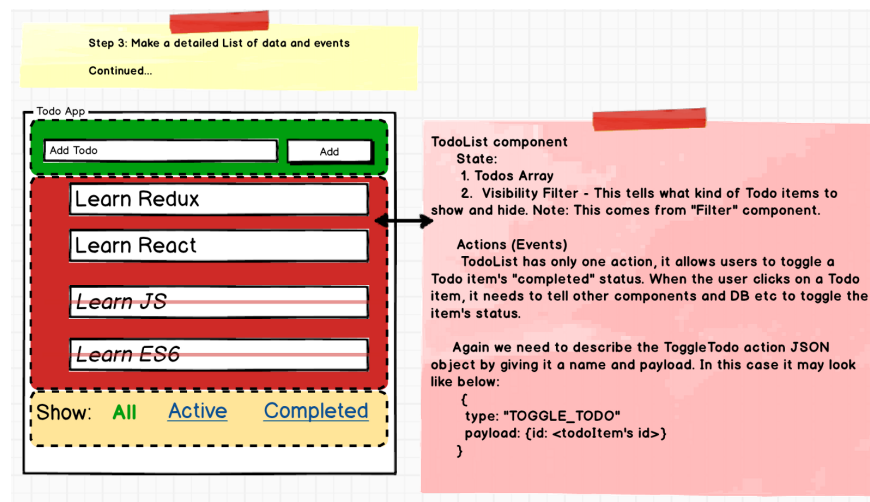 Step 3: Make a detailed List of data and events
Continued...
Todo App
Add Todo
Add
Learn Redux
Learn React
Learn JS
Learn ES6
Show: All Active Completed
TodoList component
State:
1. Todos Array
2. Visibility Filter - This tells what kind of Todo items to
show and hide. Note: This comes from "Filter" component.
Actions (Events)
TodoList has only one action, it allows users to toggle a
Todo item's "completed" status. When the user clicks on a Todo
item, it needs to tell other components and DB etc to toggle the
item's status.
Again we need to describe the ToggleTodo action JSON
object by giving it a name and payload. In this case it may look
like below:
{
type: "TOGGLE_TODO"
payload: {id: <todoItem's id>}
}